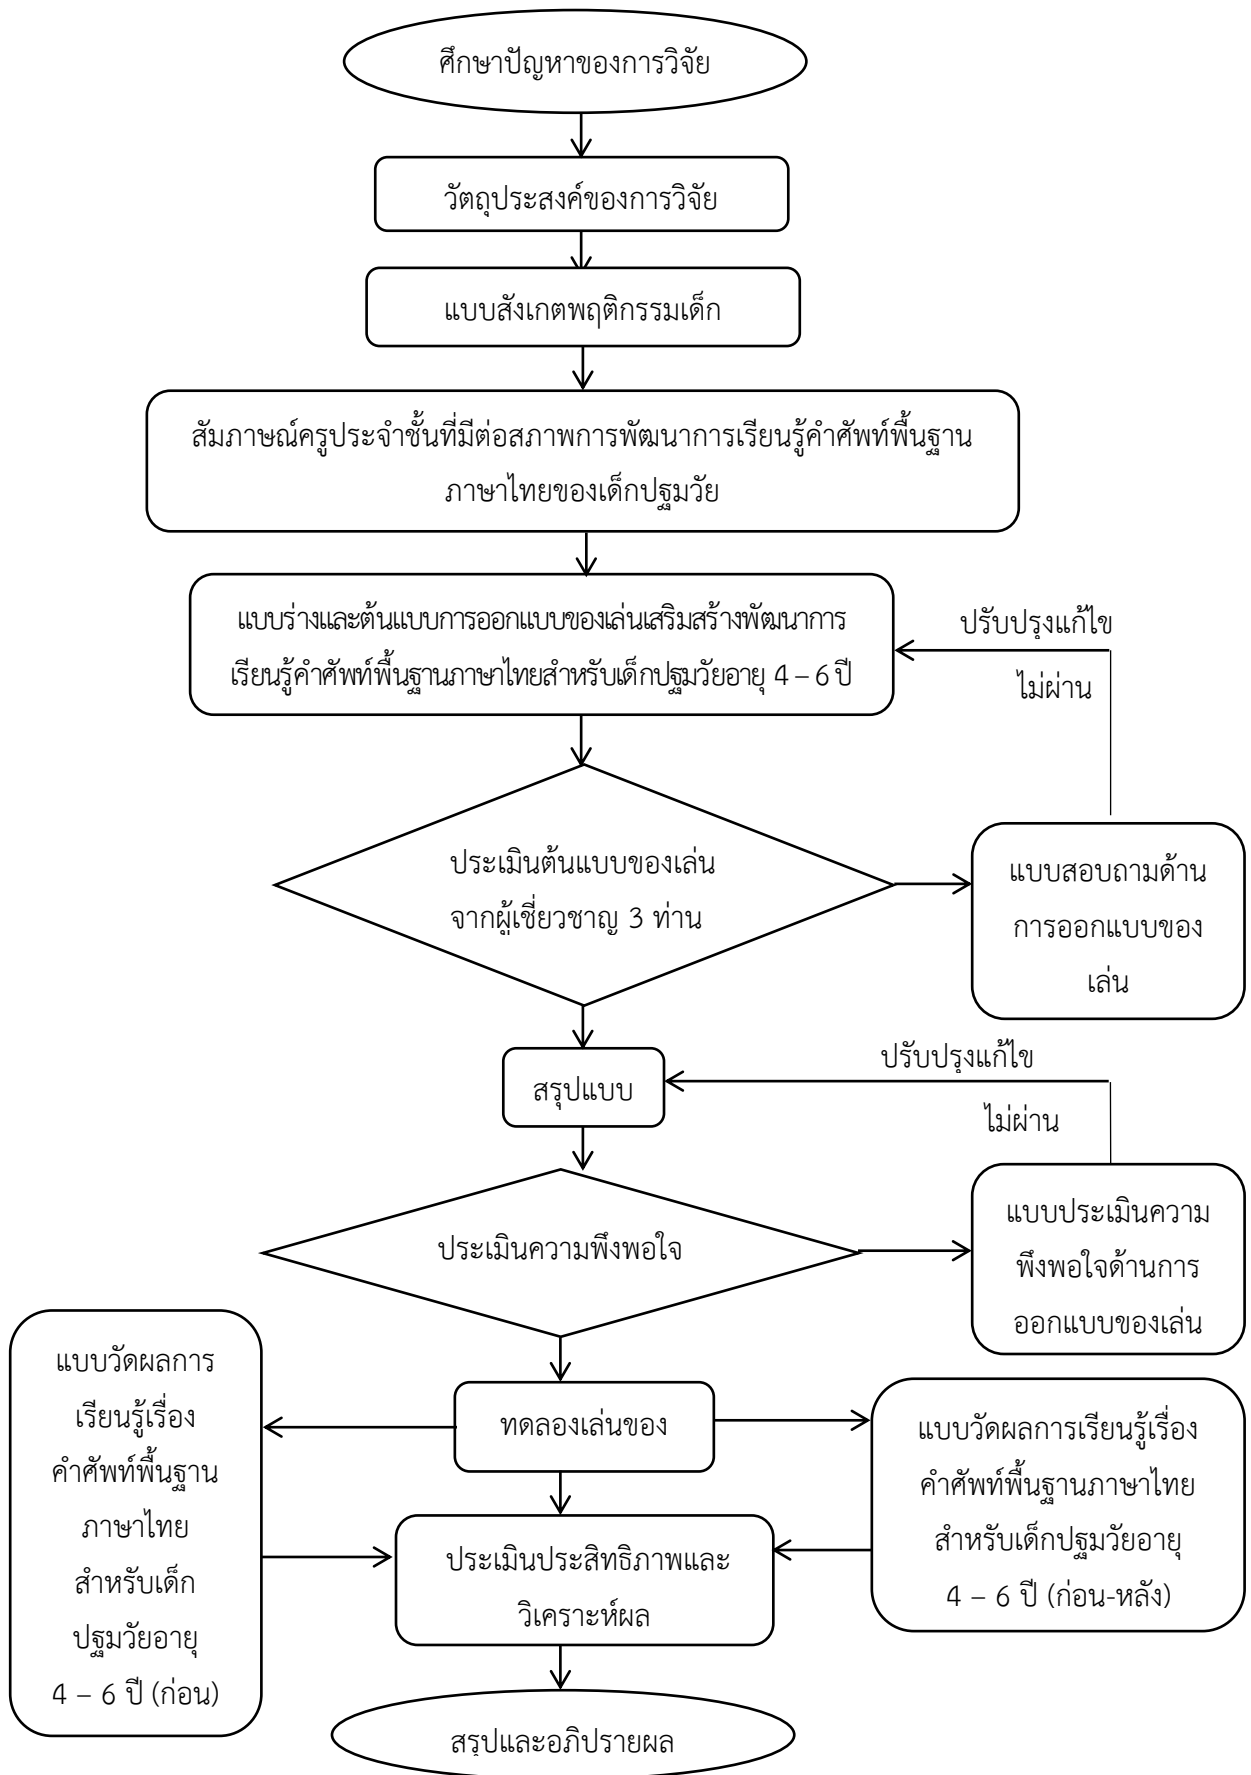 ศึกษาปัญหาของการวิจัย
วัตถุประสงค์ของการวิจัย
แบบสังเกตพฤติกรรมเด็ก
สัมภาษณ์ครูประจำชั้นที่มีต่อสภาพการพัฒนาการเรียนรู้คำศัพท์พื้นฐาน
ภาษาไทยของเด็กปฐมวัย
แบบร่างและต้นแบบการออกแบบของเล่นเสริมสร้างพัฒนาการ
เรียนรู้คำศัพท์พื้นฐานภาษาไทยสำหรับเด็กปฐมวัยอายุ 4 – 6 ปี
ปรับปรุงแก้ไข
ไม่ผ่าน
ประเมินต้นแบบของเล่น
จากผู้เชี่ยวชาญ 3 ท่าน
แบบสอบถามด้าน
การออกแบบของ
เล่น
สรุปแบบ
ปรับปรุงแก้ไข
ไม่ผ่าน
ประเมินความพึงพอใจ
แบบประเมินความ
พึงพอใจด้านการ
ออกแบบของเล่น
แบบวัดผลการ
เรียนรู้เรื่อง
คำศัพท์พื้นฐาน
ภาษาไทย
สำหรับเด็ก
ปฐมวัยอายุ
4 – 6 ปี (ก่อน)
ทดลองเล่นของ
แบบวัดผลการเรียนรู้เรื่อง
คำศัพท์พื้นฐานภาษาไทย
สำหรับเด็กปฐมวัยอายุ
4 – 6 ปี (ก่อน-หลัง)
ประเมินประสิทธิภาพและ
วิเคราะห์ผล
สรุปและอภิปรายผล